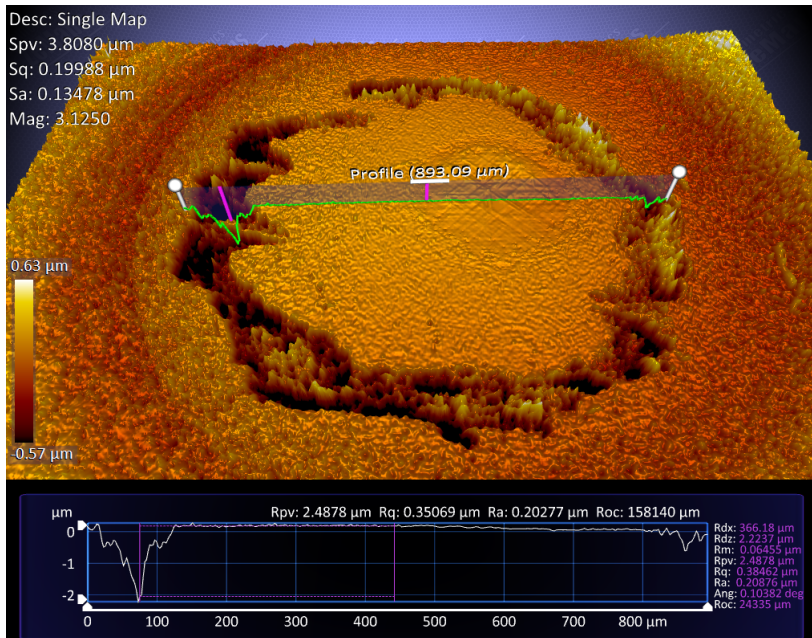 Desc: Single Map
Spv: 3.8080 µm
Sq: 0.19988 µm
Sa: 0.13478 µm
Mag: 3.1250
Profile (893.09 µm)
0.63 µm
-0.57 µm
µm Rpv: 2.4878 µm Rq: 0.35069 µm Ra: 0.20277 µm Roc: 158140 µm
0
-1
-2
0 100 200 300 400 500 600 700 800 µm
Rdx: 366.18 µm
Rdz: 2.2237 µm
Rm: 0.06455 µm
Rpv: 2.4878 µm
Rq: 0.38462 µm
Ra: 0.20876 µm
Ang: 0.10382 deg
Roc: 24335 µm